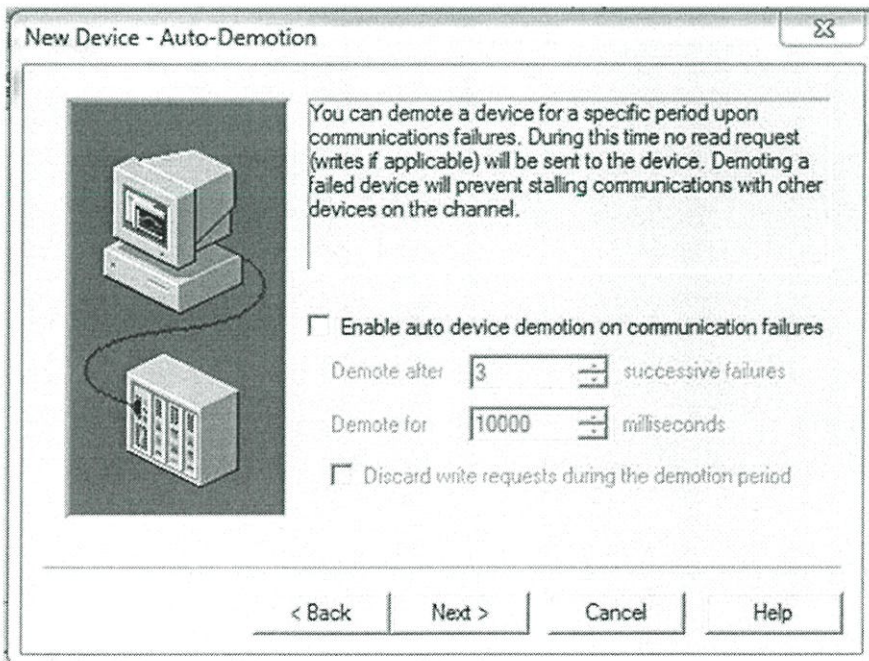 New Device - Auto-Demotion
You can demote a device for a specific period upon
communications failures. During this time no read request
(writes if applicable) will be sent to the device. Demoting a
failed device will prevent stalling communications with other
devices on the channel.
Enable auto device demotion on communication failures
Demote after 3 successive failures
Demote for 10000 milliseconds
Discard write requests during the demotion period
< Back Next > Cancel Help